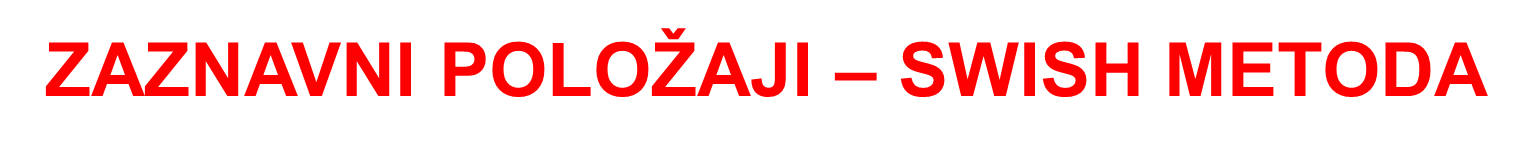 ZAZNAVNI POLOŽAJI – SWISH METODA